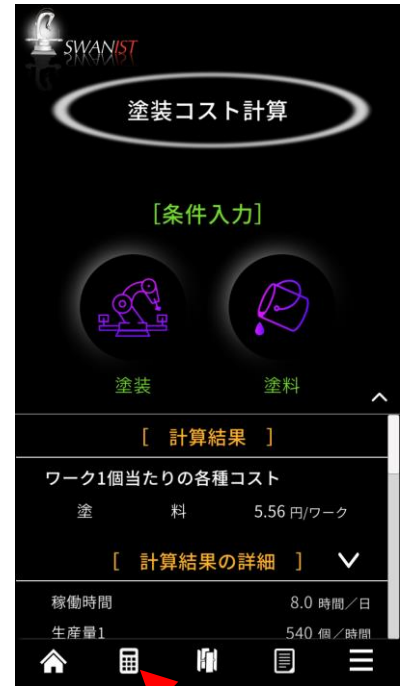 SWANIST
塗装コスト計算
[条件入力]
塗装 塗料
[ 計算結果 ]
ワーク1個当たりの各種コスト
塗 料 5.56 円/ワーク
[ 計算結果の詳細 ]
稼働時間 8.0 時間/日
生産量1 540 個/時間